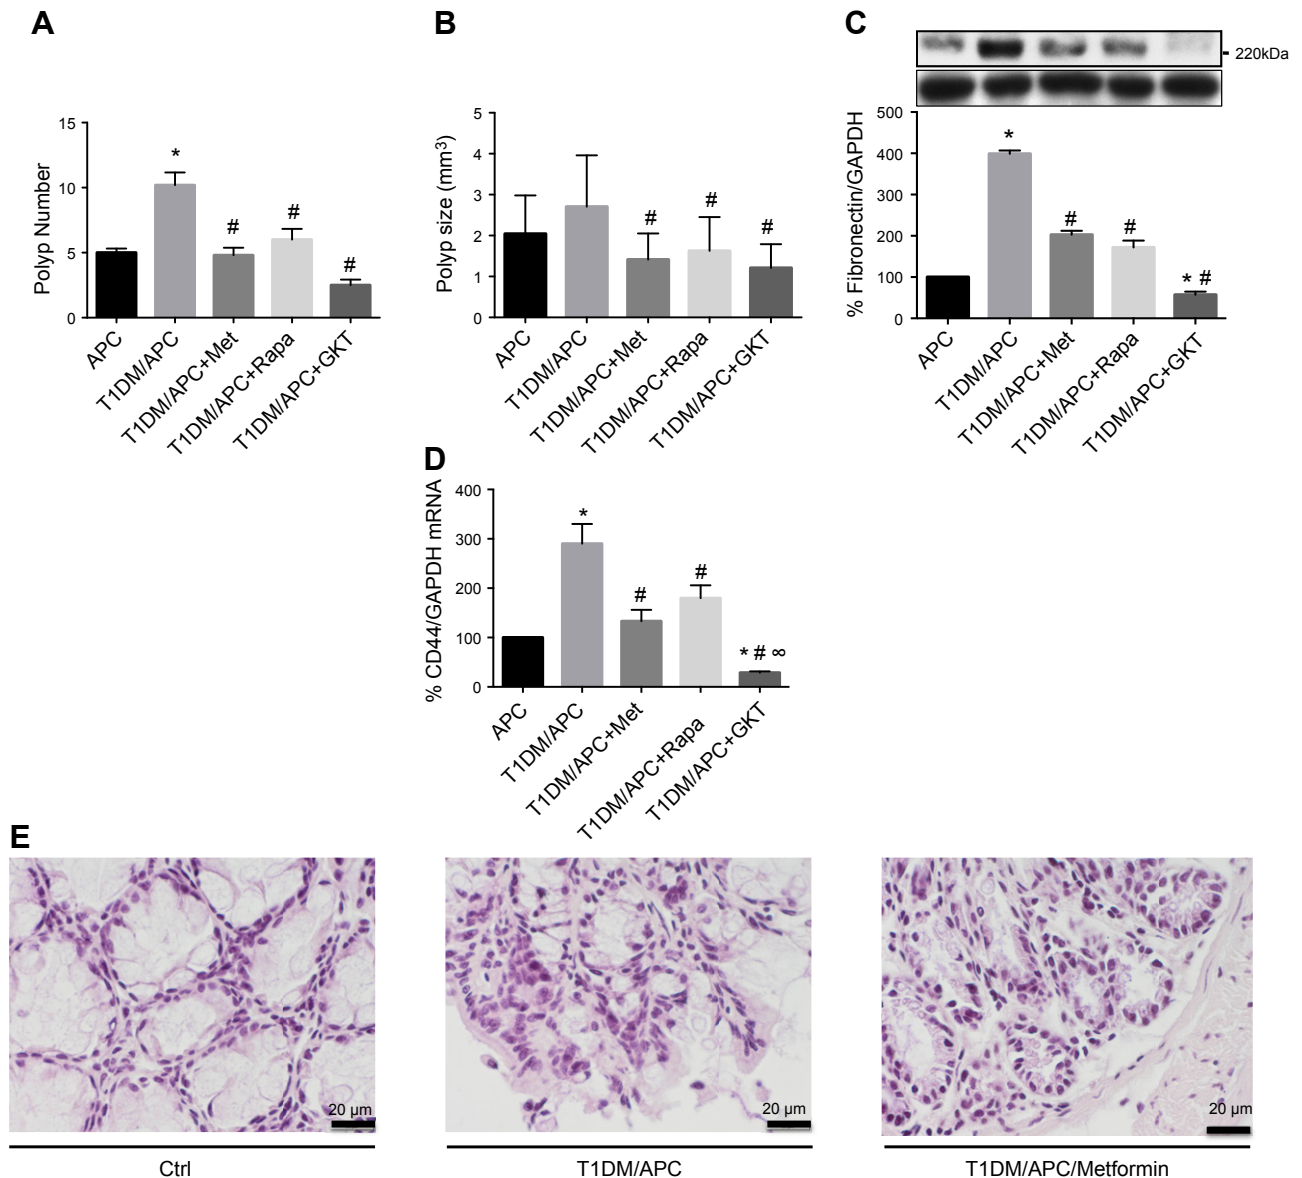 A
B
C
220kDa
Polyp Number
15
10
5
0
*
#
#
#
APC
T1DM/APC
T1DM/APC+Met
T1DM/APC+Rapa
T1DM/APC+GKT
Polyp size (mm³)
5
4
3
2
1
0
#
#
#
APC
T1DM/APC
T1DM/APC+Met
T1DM/APC+Rapa
T1DM/APC+GKT
% Fibronectin/GAPDH
500
400
300
200
100
0
*
#
#
* #
APC
T1DM/APC
T1DM/APC+Met
T1DM/APC+Rapa
T1DM/APC+GKT
D
% CD44/GAPDH mRNA
400
300
200
100
0
*
#
#
* # ∞
APC
T1DM/APC
T1DM/APC+Met
T1DM/APC+Rapa
T1DM/APC+GKT
E
20 µm
20 µm
20 µm
Ctrl
T1DM/APC
T1DM/APC/Metformin